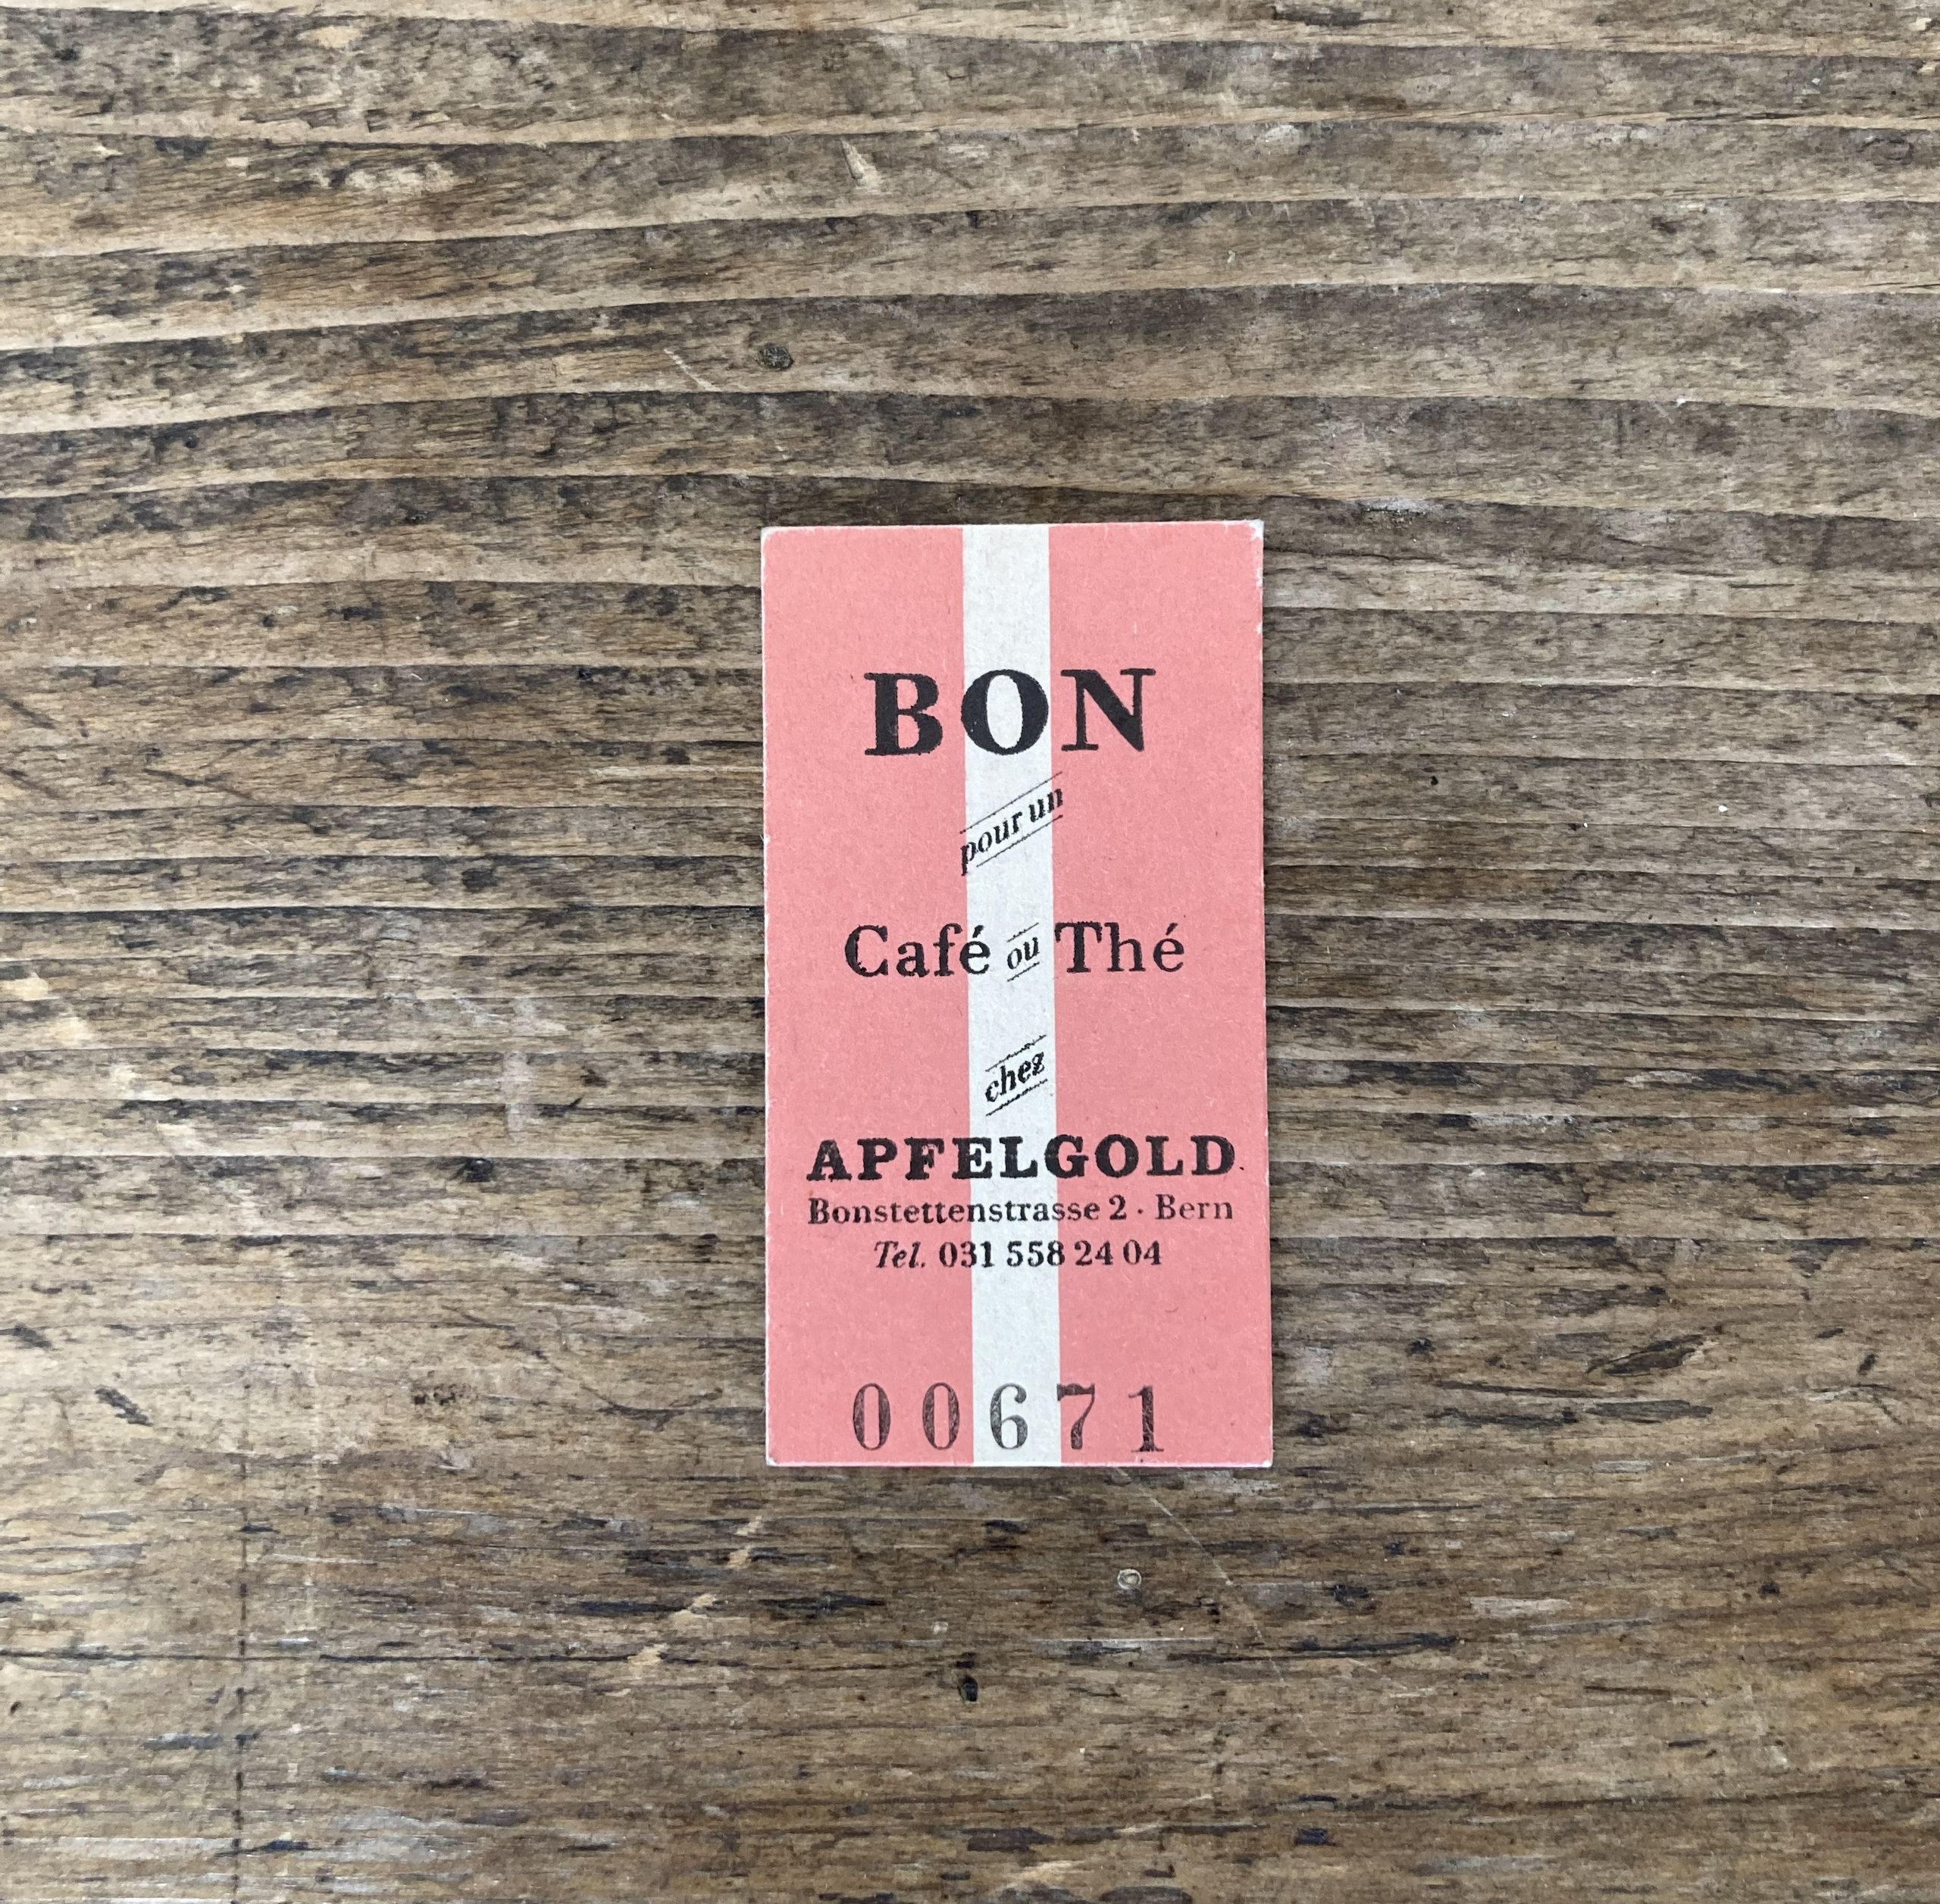 BON
pour un
Café ou Thé
chez
APFELGOLD
Bonstettenstrasse 2 · Bern
Tel. 031 558 24 04
00671